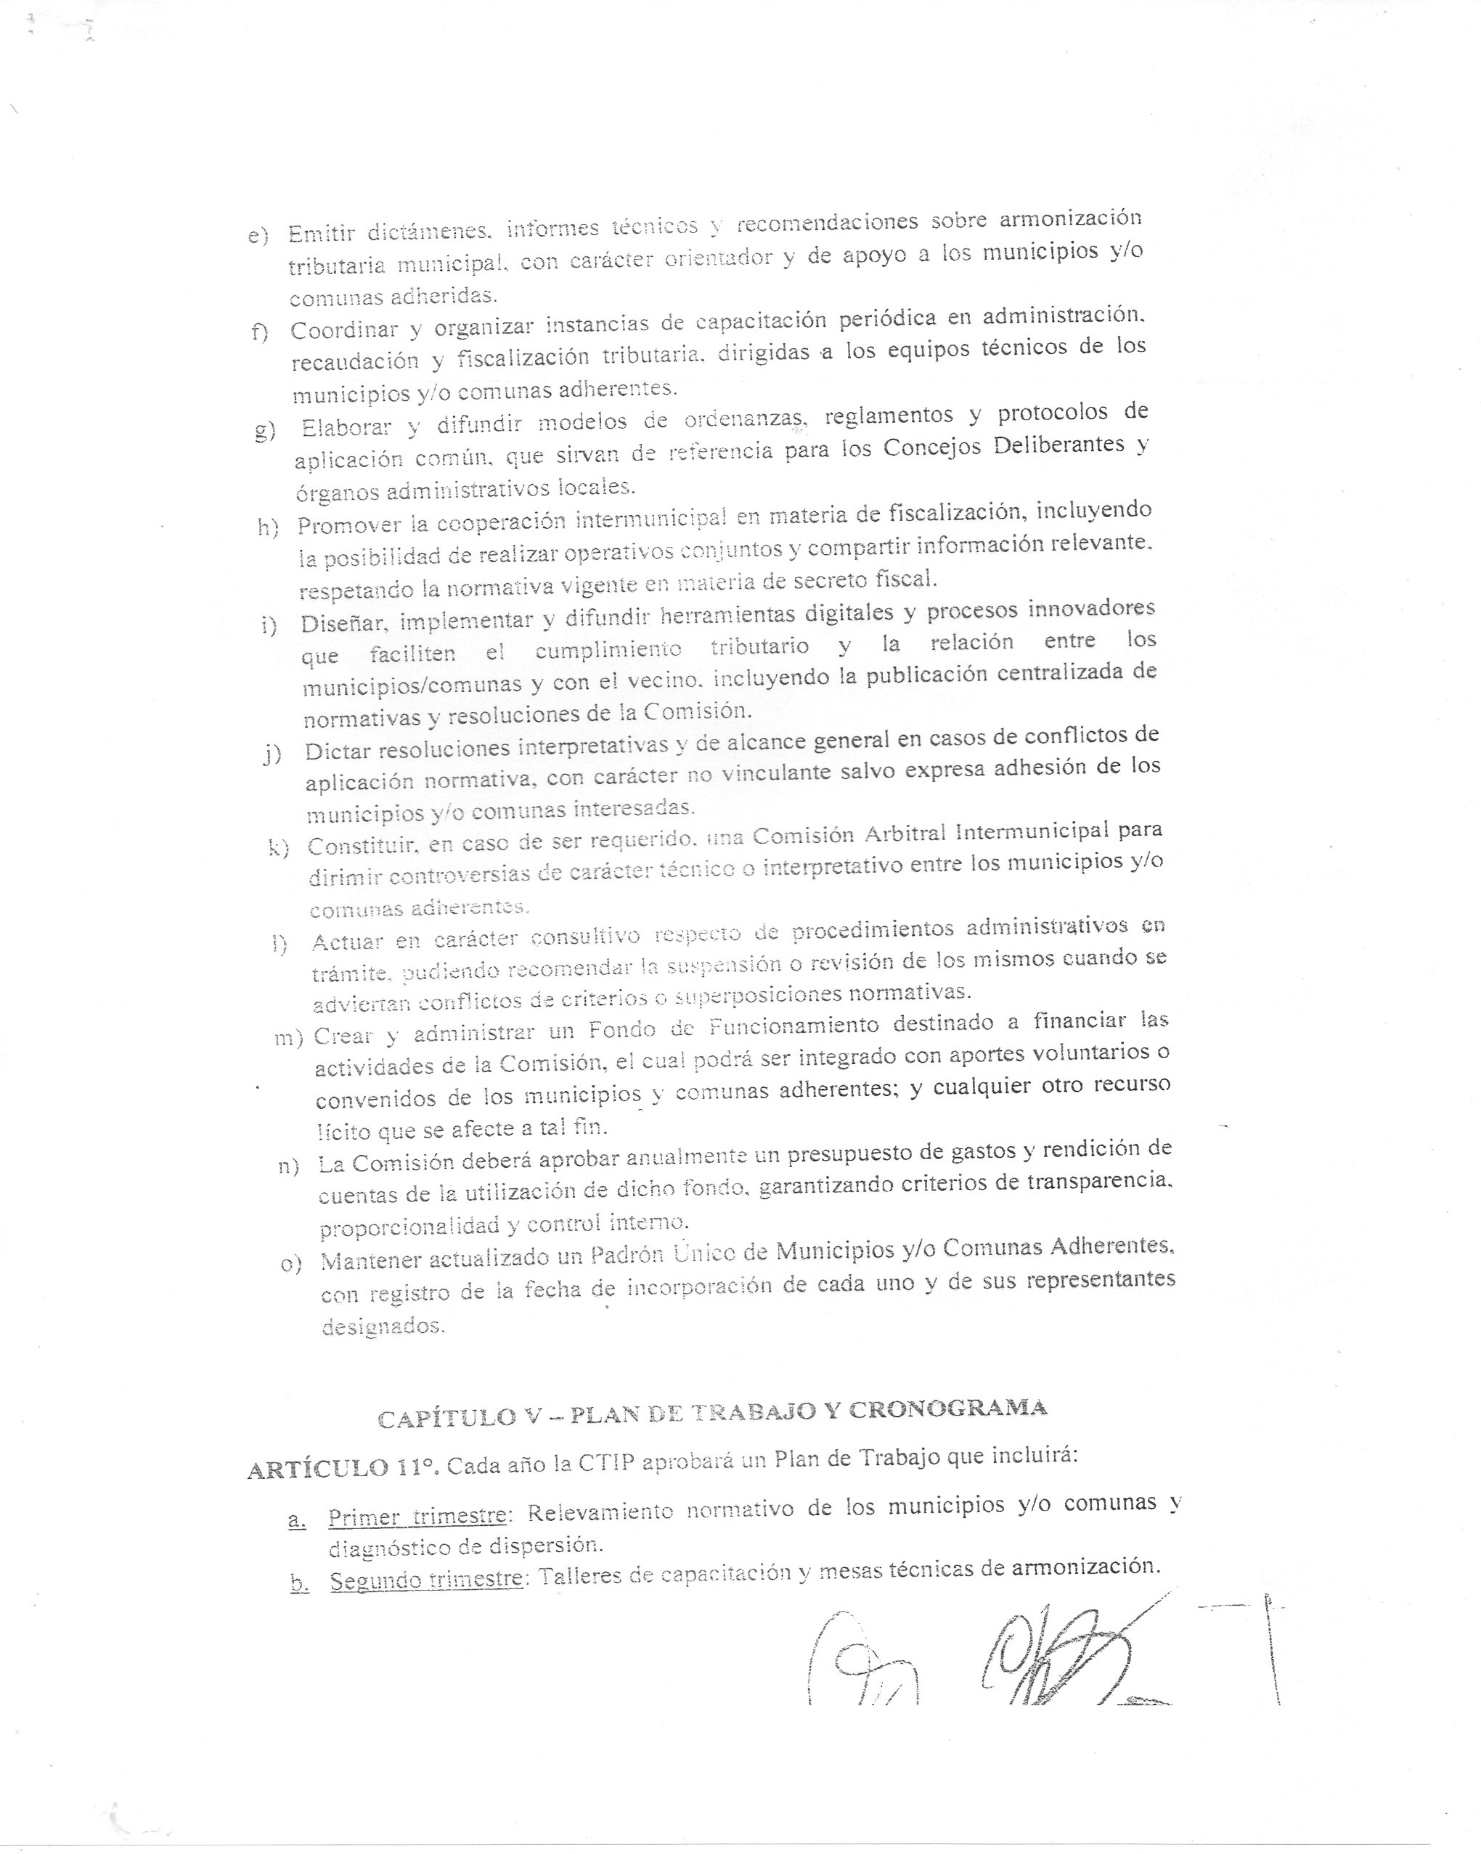 e) Emitir dictámenes, informes técnicos y recomendaciones sobre armonización
tributaria municipal, con carácter orientador y de apoyo a los municipios y/o
comunas adheridas.
f) Coordinar y organizar instancias de capacitación periódica en administración,
recaudación y fiscalización tributaria, dirigidas a los equipos técnicos de los
municipios y/o comunas adherentes.
g) Elaborar y difundir modelos de ordenanzas, reglamentos y protocolos de
aplicación común, que sirvan de referencia para los Concejos Deliberantes y
órganos administrativos locales.
h) Promover la cooperación intermunicipal en materia de fiscalización, incluyendo
la posibilidad de realizar operativos conjuntos y compartir información relevante,
respetando la normativa vigente en materia de secreto fiscal.
i) Diseñar, implementar y difundir herramientas digitales y procesos innovadores
que faciliten el cumplimiento tributario y la relación entre los
municipios/comunas y con el vecino, incluyendo la publicación centralizada de
normativas y resoluciones de la Comisión.
j) Dictar resoluciones interpretativas y de alcance general en casos de conflictos de
aplicación normativa, con carácter no vinculante salvo expresa adhesión de los
municipios y/o comunas interesadas.
k) Constituir, en caso de ser requerido, una Comisión Arbitral Intermunicipal para
dirimir controversias de carácter técnico o interpretativo entre los municipios y/o
comunas adherentes.
l) Actuar en carácter consultivo respecto de procedimientos administrativos en
trámite, pudiendo recomendar la suspensión o revisión de los mismos cuando se
adviertan conflictos de criterios o superposiciones normativas.
m) Crear y administrar un Fondo de Funcionamiento destinado a financiar las
actividades de la Comisión, el cual podrá ser integrado con aportes voluntarios o
convenidos de los municipios y comunas adherentes; y cualquier otro recurso
lícito que se afecte a tal fin.
n) La Comisión deberá aprobar anualmente un presupuesto de gastos y rendición de
cuentas de la utilización de dicho fondo, garantizando criterios de transparencia,
proporcionalidad y control interno.
o) Mantener actualizado un Padrón Único de Municipios y/o Comunas Adherentes,
con registro de la fecha de incorporación de cada uno y de sus representantes
designados.
CAPÍTULO V – PLAN DE TRABAJO Y CRONOGRAMA
ARTÍCULO 11°. Cada año la CTIP aprobará un Plan de Trabajo que incluirá:
a. Primer trimestre: Relevamiento normativo de los municipios y/o comunas y
diagnóstico de dispersión.
b. Segundo trimestre: Talleres de capacitación y mesas técnicas de armonización.